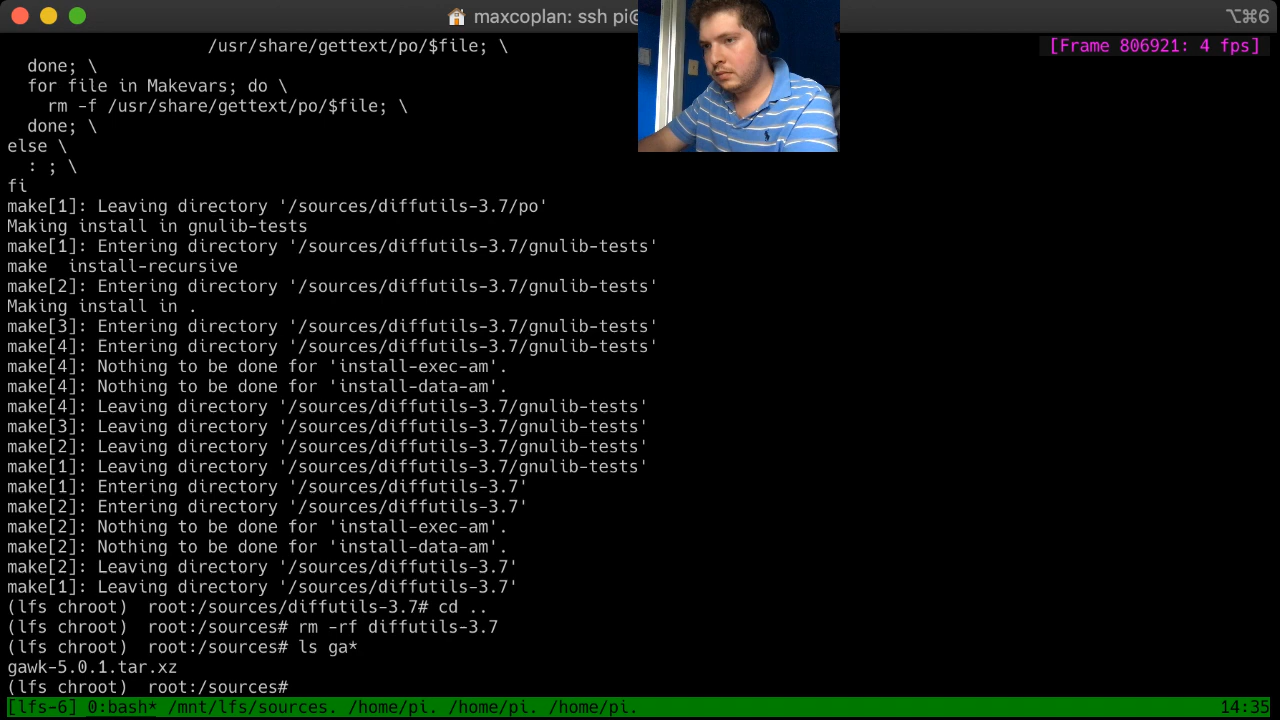 maxcoplan: ssh pi@
⌥⌘6
/usr/share/gettext/po/$file; \
[Frame 806921: 4 fps]
done; \
for file in Makevars; do \
rm -f /usr/share/gettext/po/$file; \
done; \
else \
: ; \
fi
make[1]: Leaving directory '/sources/diffutils-3.7/po'
Making install in gnulib-tests
make[1]: Entering directory '/sources/diffutils-3.7/gnulib-tests'
make  install-recursive
make[2]: Entering directory '/sources/diffutils-3.7/gnulib-tests'
Making install in .
make[3]: Entering directory '/sources/diffutils-3.7/gnulib-tests'
make[4]: Entering directory '/sources/diffutils-3.7/gnulib-tests'
make[4]: Nothing to be done for 'install-exec-am'.
make[4]: Nothing to be done for 'install-data-am'.
make[4]: Leaving directory '/sources/diffutils-3.7/gnulib-tests'
make[3]: Leaving directory '/sources/diffutils-3.7/gnulib-tests'
make[2]: Leaving directory '/sources/diffutils-3.7/gnulib-tests'
make[1]: Leaving directory '/sources/diffutils-3.7/gnulib-tests'
make[1]: Entering directory '/sources/diffutils-3.7'
make[2]: Entering directory '/sources/diffutils-3.7'
make[2]: Nothing to be done for 'install-exec-am'.
make[2]: Nothing to be done for 'install-data-am'.
make[2]: Leaving directory '/sources/diffutils-3.7'
make[1]: Leaving directory '/sources/diffutils-3.7'
(lfs chroot)  root:/sources/diffutils-3.7# cd ..
(lfs chroot)  root:/sources# rm -rf diffutils-3.7
(lfs chroot)  root:/sources# ls ga*
gawk-5.0.1.tar.xz
(lfs chroot)  root:/sources#
[lfs-6] 0:bash* /mnt/lfs/sources. /home/pi. /home/pi. /home/pi. 14:35